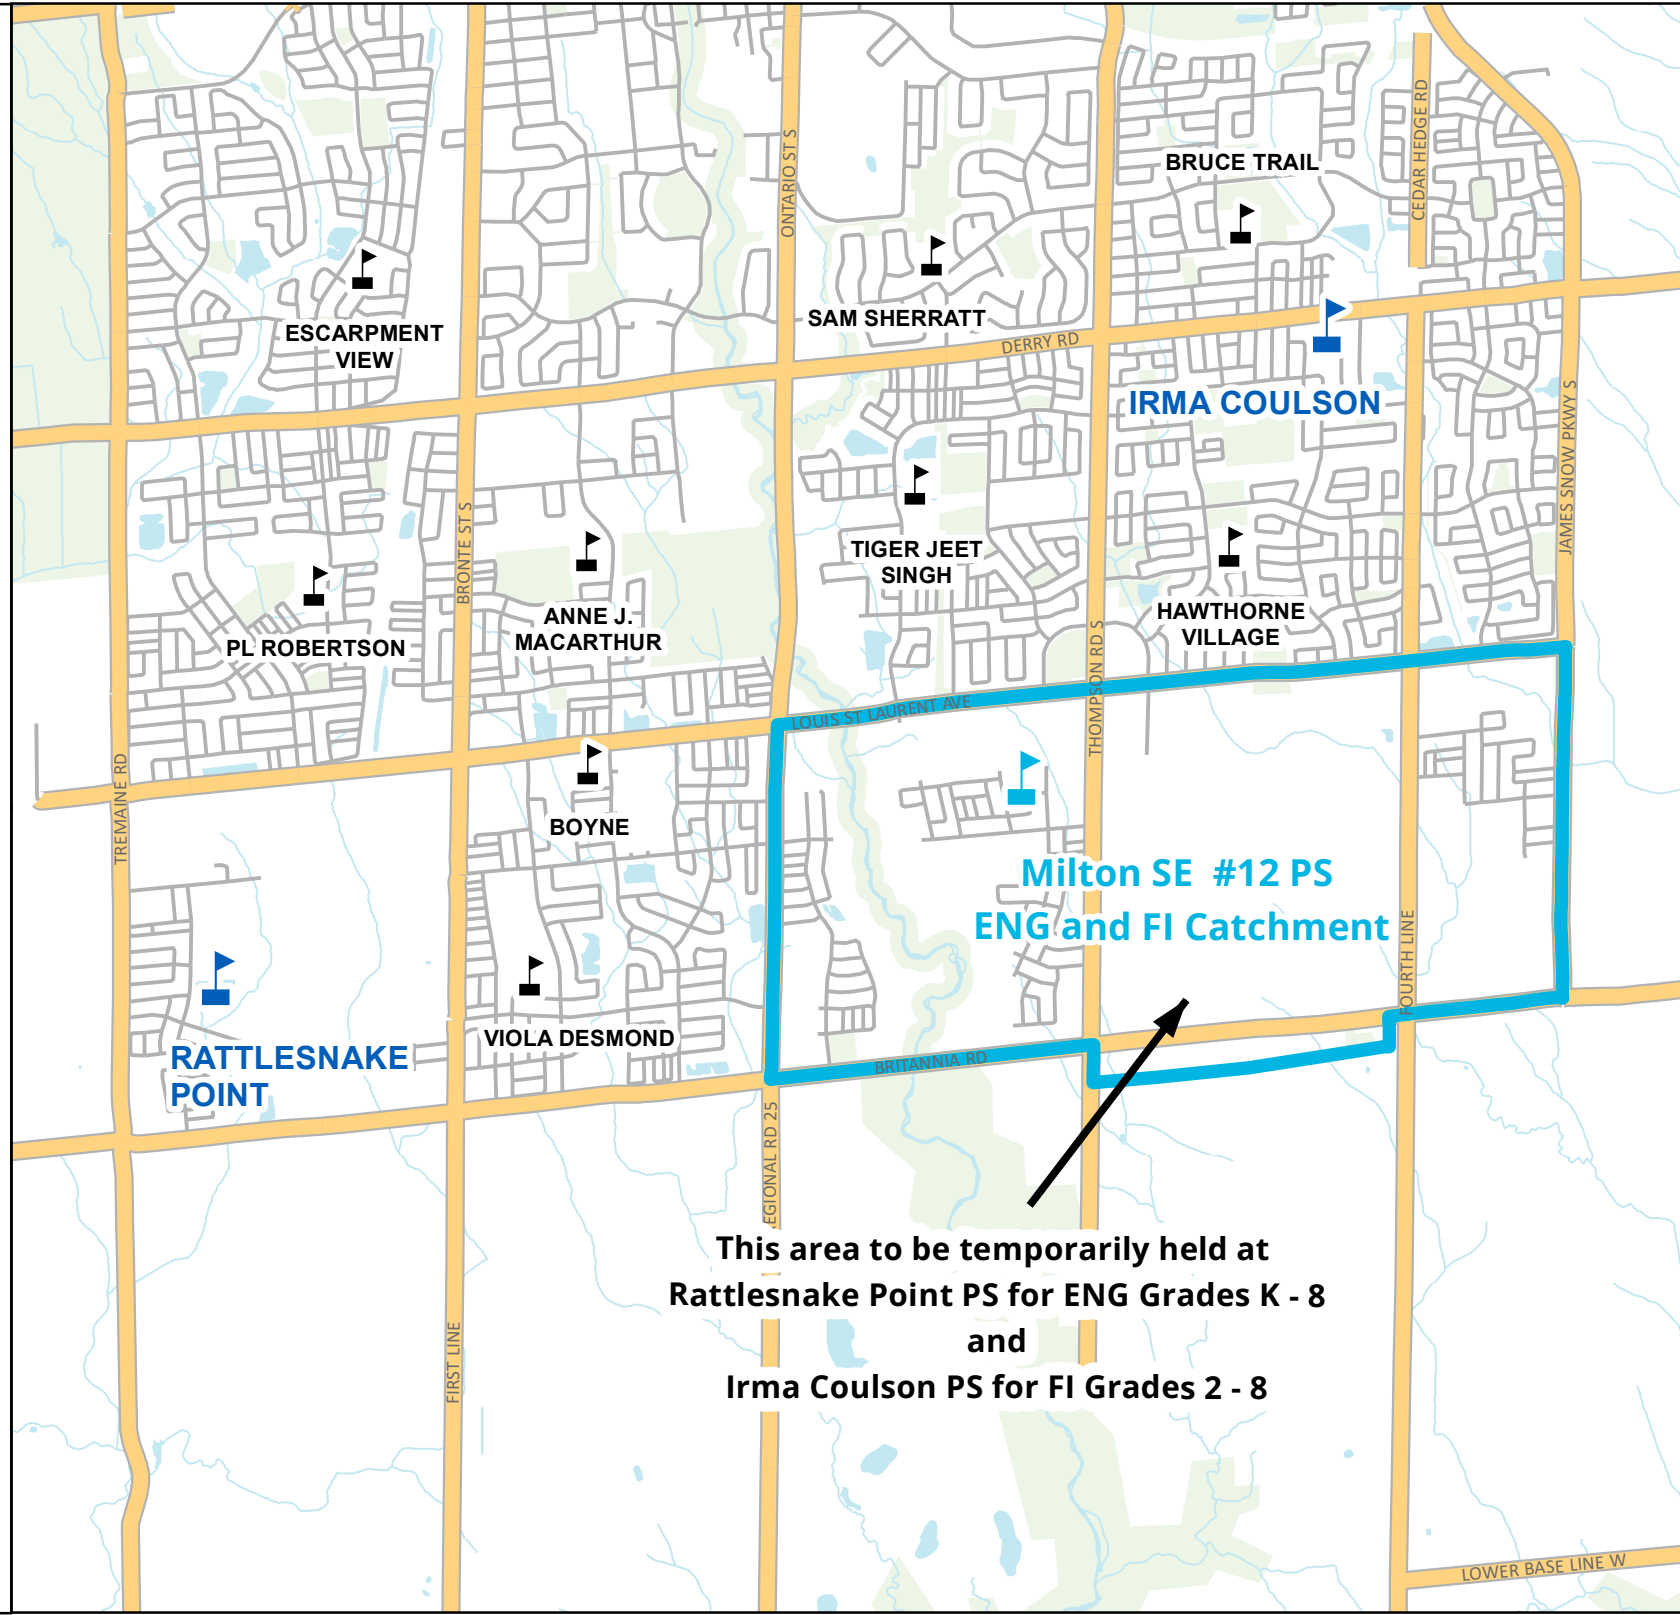 BRUCE TRAIL
CEDAR HEDGE RD
ONTARIO ST S
ESCARPMENT
VIEW
SAM SHERRATT
DERRY RD
IRMA COULSON
JAMES SNOW PKWY S
BRONTE ST S
TIGER JEET
SINGH
ANNE J.
MACARTHUR
HAWTHORNE
VILLAGE
PL ROBERTSON
THOMPSON RD S
LOUIS ST LAURENT AVE
TREMAINE RD
BOYNE
Milton SE #12 PS
ENG and FI Catchment
FOURTH LINE
VIOLA DESMOND
RATTLESNAKE
POINT
BRITANNIA RD
EGIONAL RD 25
This area to be temporarily held at
Rattlesnake Point PS for ENG Grades K - 8
and
Irma Coulson PS for FI Grades 2 - 8
FIRST LINE
LOWER BASE LINE W